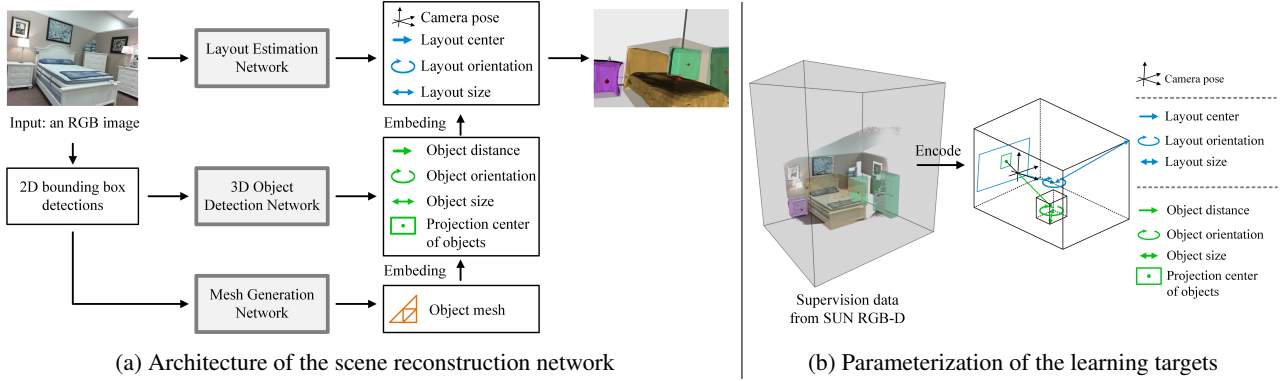 Input: an RGB image
2D bounding box
detections
Layout Estimation
Network
3D Object
Detection Network
Mesh Generation
Network
Camera pose
Layout center
Layout orientation
Layout size
Embeding
Object distance
Object orientation
Object size
Projection center
of objects
Embeding
Object mesh
(a) Architecture of the scene reconstruction network
Supervision data
from SUN RGB-D
Encode
Camera pose
Layout center
Layout orientation
Layout size
Object distance
Object orientation
Object size
Projection center
of objects
(b) Parameterization of the learning targets